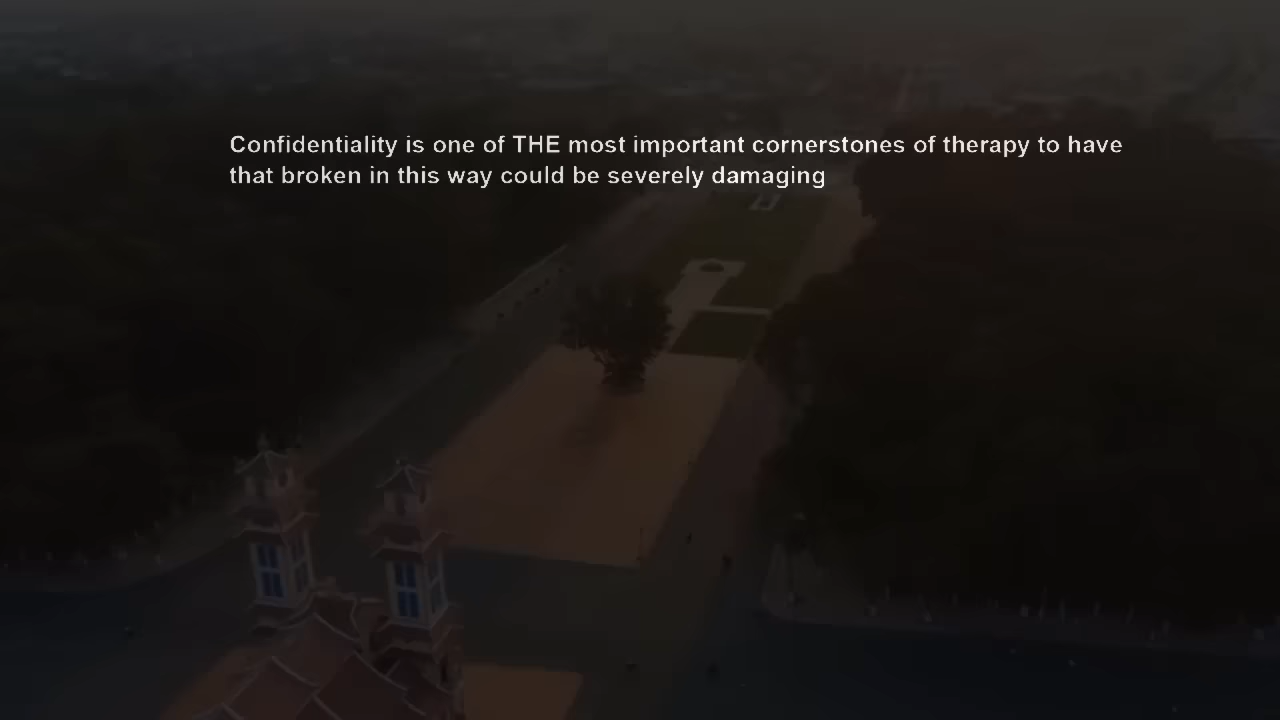 Confidentiality is one of THE most important cornerstones of therapy to have
that broken in this way could be severely damaging